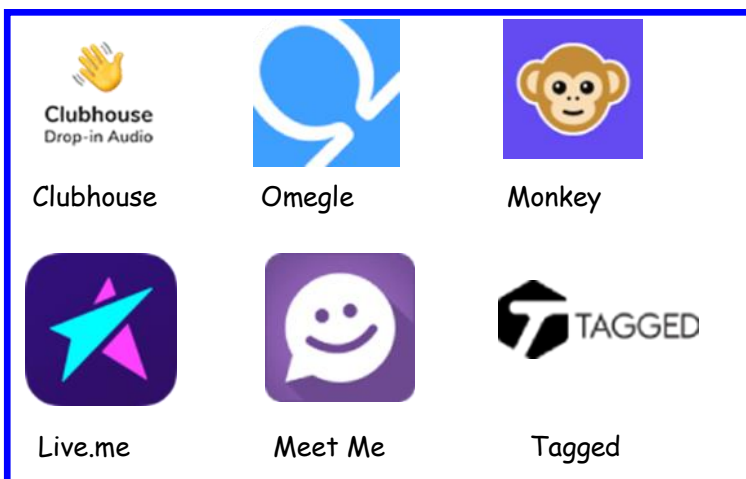 Clubhouse
Drop-in Audio
Clubhouse
Omegle
Monkey
TAGGED
Live.me
Meet Me
Tagged